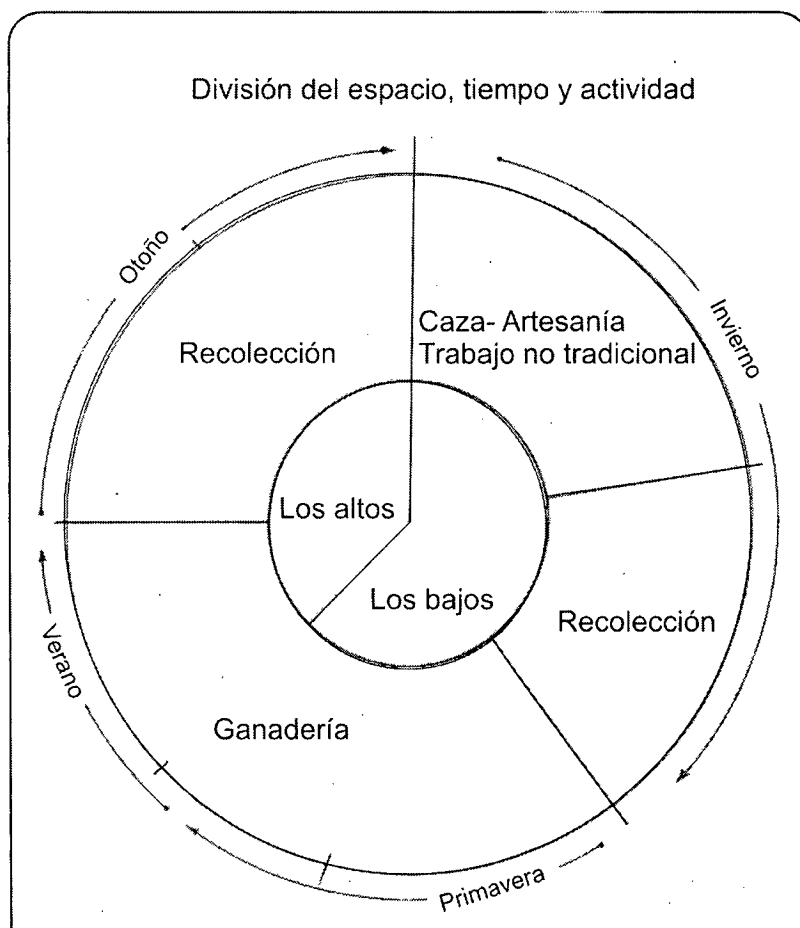 División del espacio, tiempo y actividad
Otoño
Invierno
Caza- Artesanía
Trabajo no tradicional
Recolección
Los altos
Los bajos
Recolección
Verano
Ganadería
Primavera